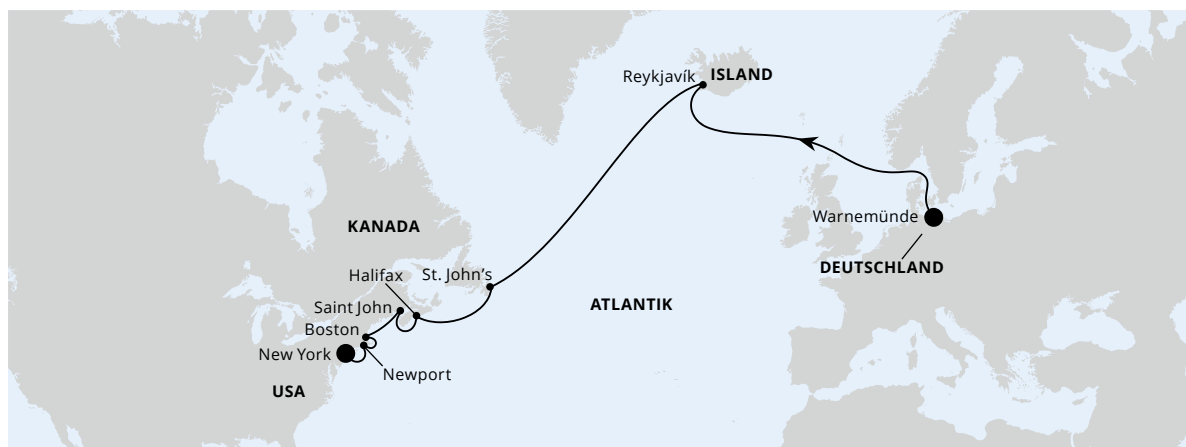 Reykjavík
ISLAND
Warnemünde
DEUTSCHLAND
KANADA
Halifax
St. John’s
ATLANTIK
Saint John
Boston
New York
Newport
USA